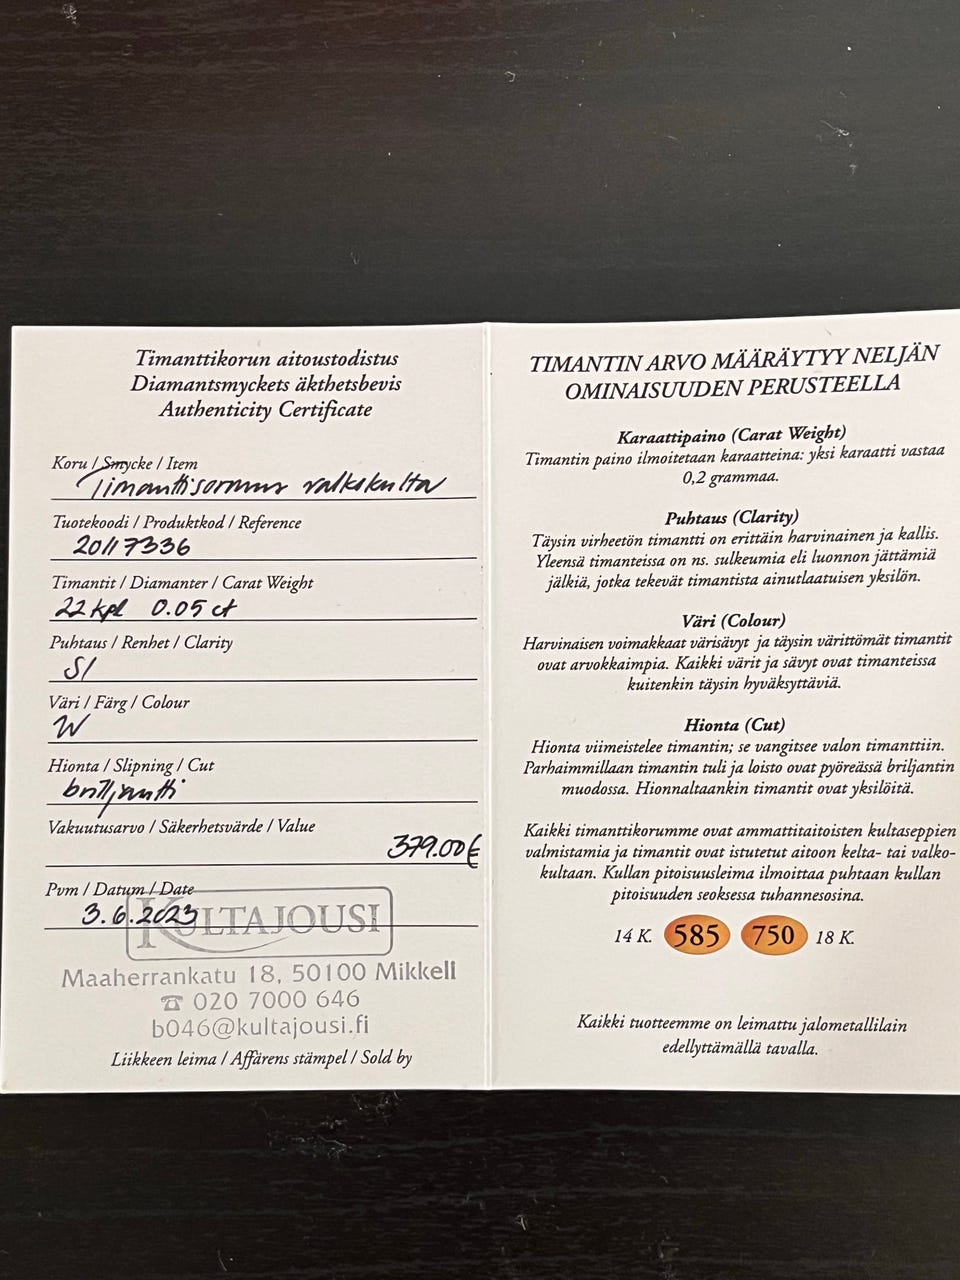 Timanttikorun aitoustodistus
Diamantsmyckets äkthetsbevis
Authenticity Certificate
Koru / Smycke / Item
Timanttisormus valkokulta
Tuotekoodi / Produktkod / Reference
20117336
Timantit / Diamanter / Carat Weight
22 kpl 0.05 ct
Puhtaus / Renhet / Clarity
SI
Väri / Färg / Colour
W
Hionta / Slipning / Cut
briljantti
Vakuutusarvo / Säkerhetsvärde / Value
379.00€
Pvm / Datum / Date
3.6.2023
KULTAJOUSI
Maaherrankatu 18, 50100 Mikkeli
☎ 020 7000 646
b046@kultajousi.fi
Liikkeen leima / Affärens stämpel / Sold by
TIMANTIN ARVO MÄÄRÄYTYY NELJÄN
OMINAISUUDEN PERUSTEELLA
Karaattipaino (Carat Weight)
Timantin paino ilmoitetaan karaatteina: yksi karaatti vastaa
0,2 grammaa.
Puhtaus (Clarity)
Täysin virheetön timantti on erittäin harvinainen ja kallis.
Yleensä timanteissa on ns. sulkeumia eli luonnon jättämiä
jälkiä, jotka tekevät timantista ainutlaatuisen yksilön.
Väri (Colour)
Harvinaisen voimakkaat värisävyt ja täysin värittömät timantit
ovat arvokkaimpia. Kaikki värit ja sävyt ovat timanteissa
kuitenkin täysin hyväksyttäviä.
Hionta (Cut)
Hionta viimeistelee timantin; se vangitsee valon timanttiin.
Parhaimmillaan timantin tuli ja loisto ovat pyöreässä briljantin
muodossa. Hionnaltaankin timantit ovat yksilöitä.
Kaikki timanttikorumme ovat ammattitaitoisten kultaseppien
valmistamia ja timantit ovat istutetut aitoon kelta- tai valko-
kultaan. Kullan pitoisuusleima ilmoittaa puhtaan kullan
pitoisuuden seoksessa tuhannesosina.
14 K. 585 750 18 K.
Kaikki tuotteemme on leimattu jalometallilain
edellyttämällä tavalla.